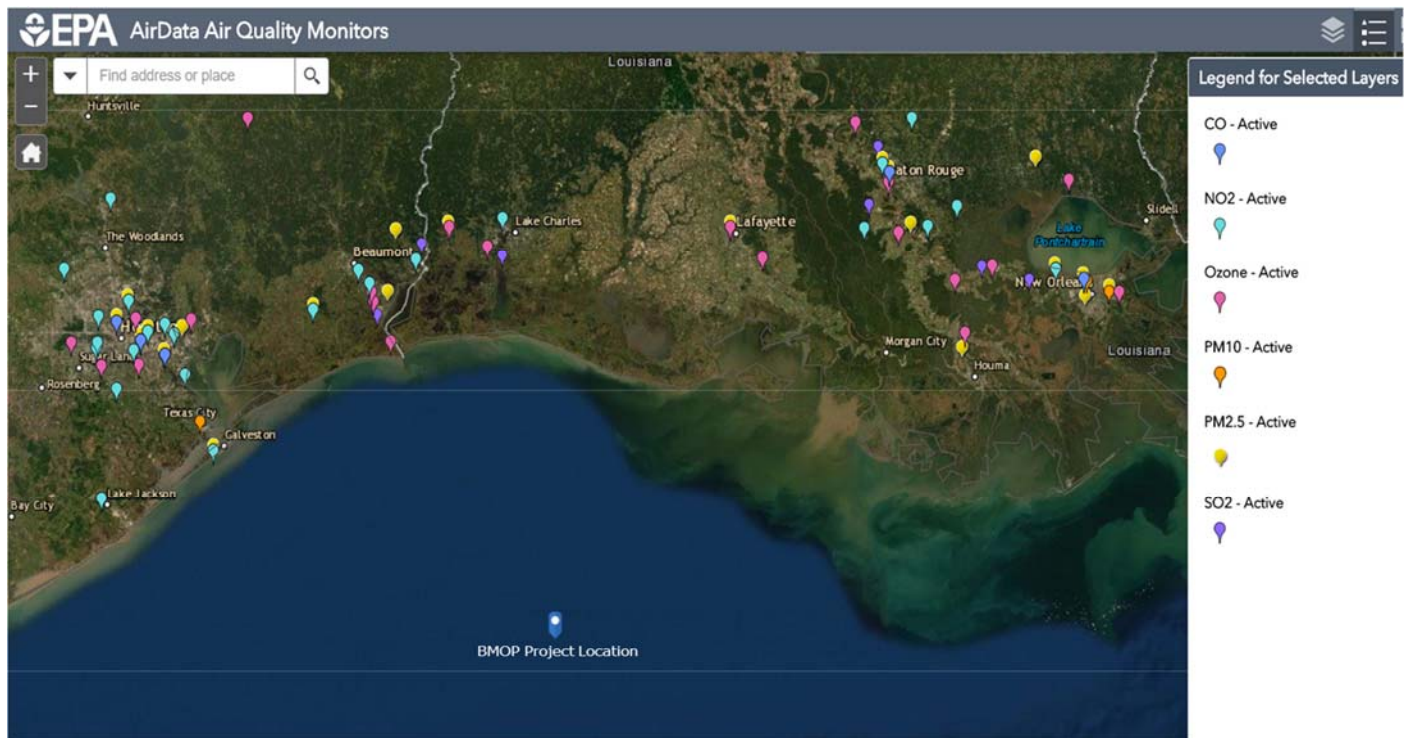 EPA AirData Air Quality Monitors
Find address or place
Louisiana
Legend for Selected Layers
Huntsville
CO - Active
Baton Rouge
NO2 - Active
The Woodlands
Lake Charles
Lafayette
Slidell
Beaumont
Lake
Pontchartrain
Ozone - Active
New Orleans
Sugar Land
Rosenberg
Morgan City
Houma
Louisiana
PM10 - Active
Texas City
Galveston
PM2.5 - Active
Bay City
Lake Jackson
SO2 - Active
BMOP Project Location